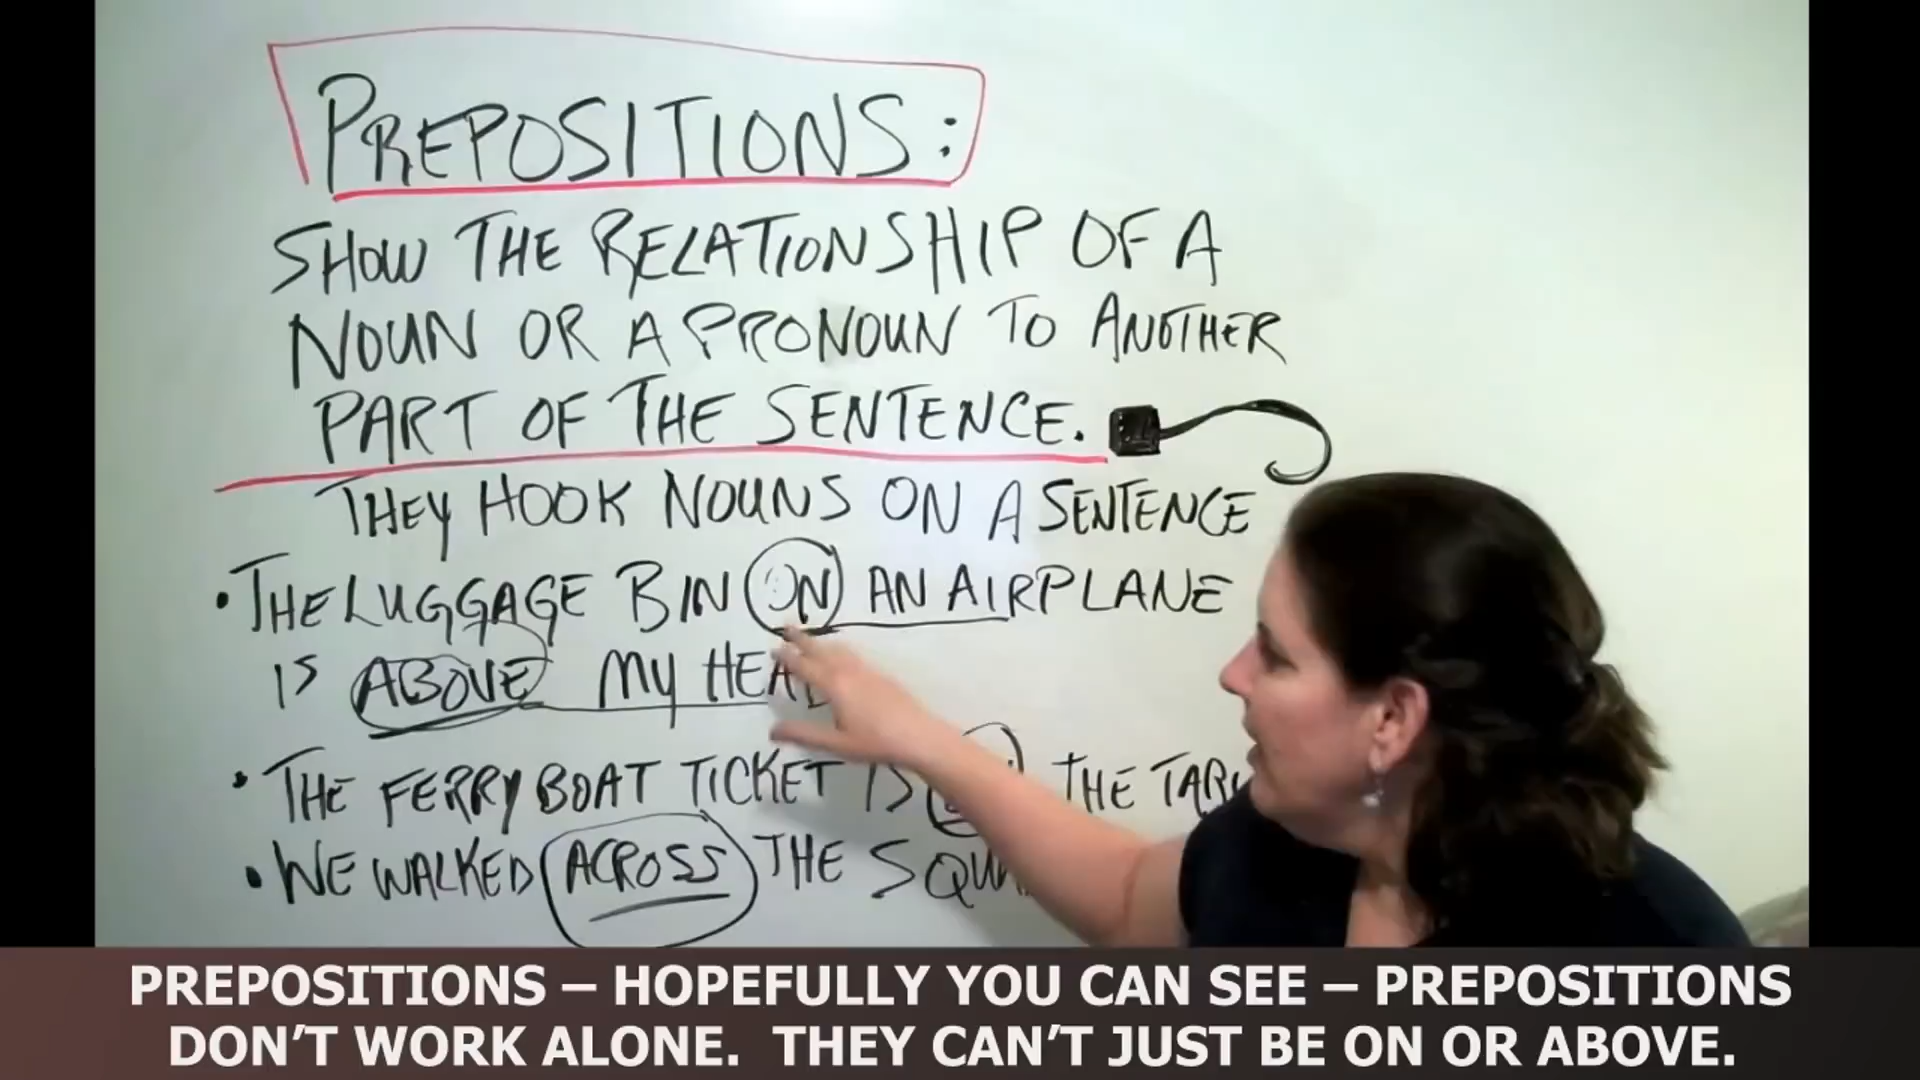 PREPOSITIONS:
SHOW THE RELATIONSHIP OF A
NOUN OR A PRONOUN TO ANOTHER
PART OF THE SENTENCE.
THEY HOOK NOUNS ON A SENTENCE
• THE LUGGAGE BIN ON AN AIRPLANE
IS ABOVE MY HEAD
• THE FERRY BOAT TICKET IS THE
• WE WALKED ACROSS THE
PREPOSITIONS – HOPEFULLY YOU CAN SEE – PREPOSITIONS
DON'T WORK ALONE. THEY CAN'T JUST BE ON OR ABOVE.